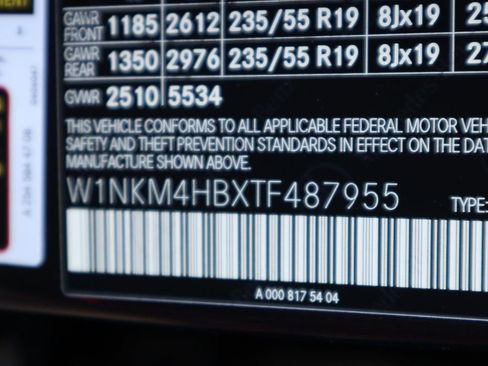 GAWR FRONT 1185 2612 235/55 R19 8Jx19
GAWR REAR 1350 2976 235/55 R19 8Jx19
GVWR 2510 5534
THIS VEHICLE CONFORMS TO ALL APPLICABLE FEDERAL MOTOR VEH
SAFETY AND THEFT PREVENTION STANDARDS IN EFFECT ON THE DAT
MANUFACTURE SHOWN ABOVE.
W1NKM4HBXTF487955
TYPE:
A 000 817 54 04